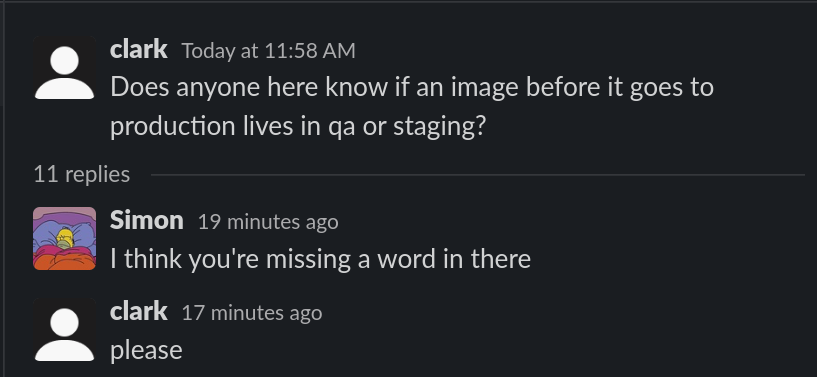 clark Today at 11:58 AM
Does anyone here know if an image before it goes to
production lives in qa or staging?
11 replies
Simon 19 minutes ago
I think you're missing a word in there
clark 17 minutes ago
please